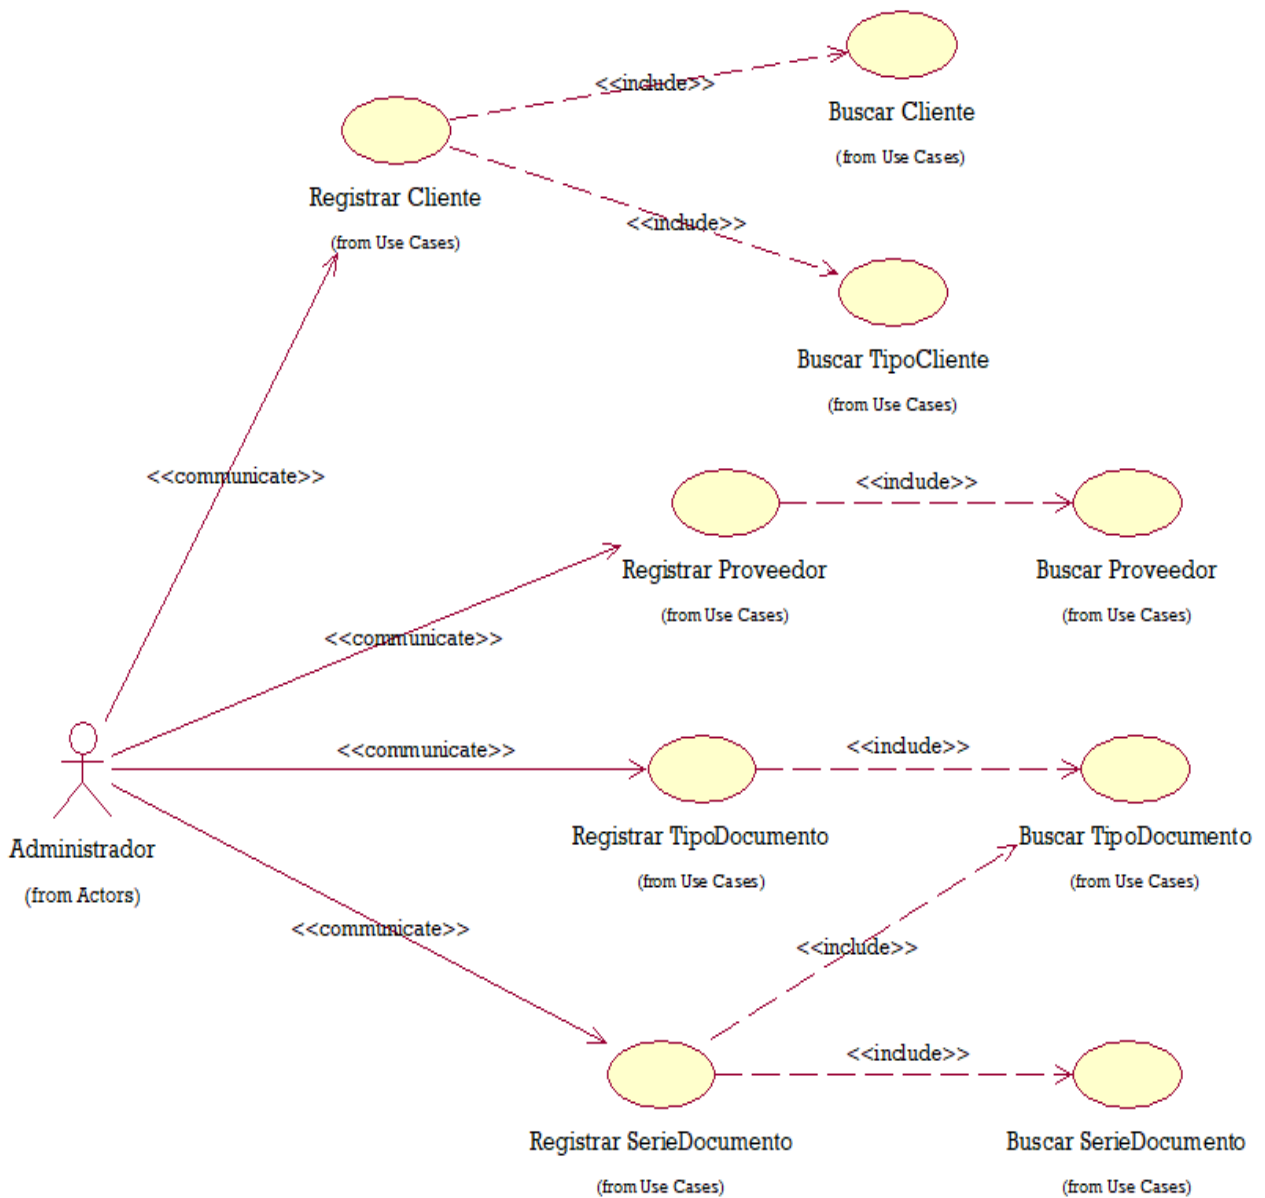 <<include>>
Buscar Cliente
(from Use Cases)
Registrar Cliente
(from Use Cases)
<<include>>
Buscar TipoCliente
(from Use Cases)
<<communicate>>
<<include>>
Registrar Proveedor
(from Use Cases)
Buscar Proveedor
(from Use Cases)
<<communicate>>
<<communicate>>
<<include>>
Administrador
(from Actors)
Registrar TipoDocumento
(from Use Cases)
Buscar TipoDocumento
(from Use Cases)
<<communicate>>
<<include>>
<<include>>
Registrar SerieDocumento
(from Use Cases)
Buscar SerieDocumento
(from Use Cases)